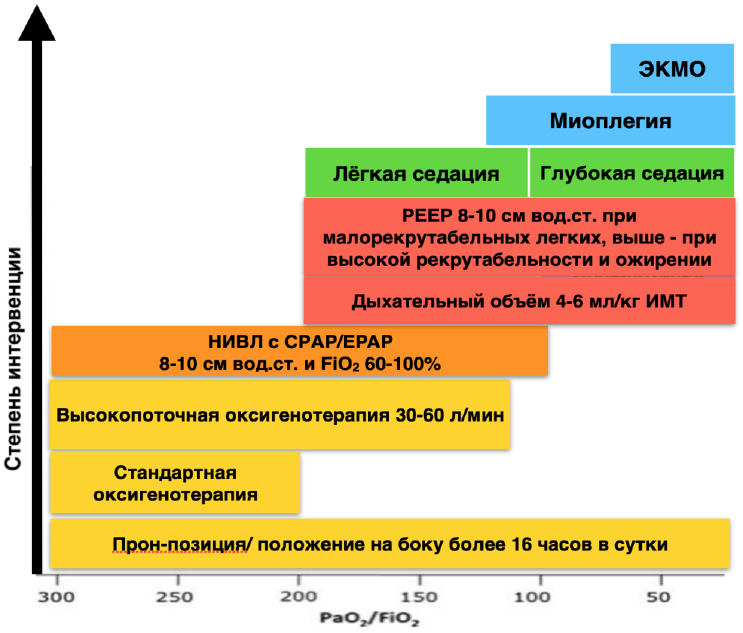 ЭКМО
Миоплегия
Лёгкая седация
Глубокая седация
PEEP 8-10 см вод.ст. при
малорекрутабельных легких, выше - при
высокой рекрутабельности и ожирении
Дыхательный объём 4-6 мл/кг ИМТ
НИВЛ с CPAP/EPAP
8-10 см вод.ст. и FiO₂ 60-100%
Высокопоточная оксигенотерапия 30-60 л/мин
Стандартная
оксигенотерапия
Прон-позиция/ положение на боку более 16 часов в сутки
Степень интервенции
300 250 200 150 100 50
PaO₂/FiO₂